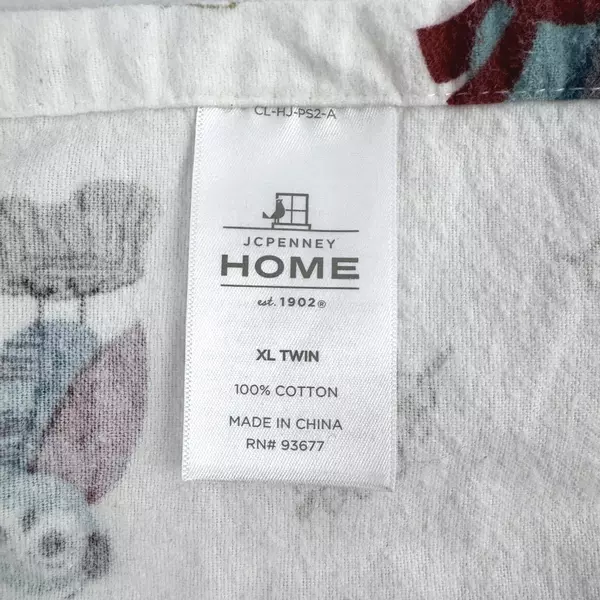 CL-HJ-PS2-A
JCPENNEY
HOME
est. 1902®
XL TWIN
100% COTTON
MADE IN CHINA
RN# 93677